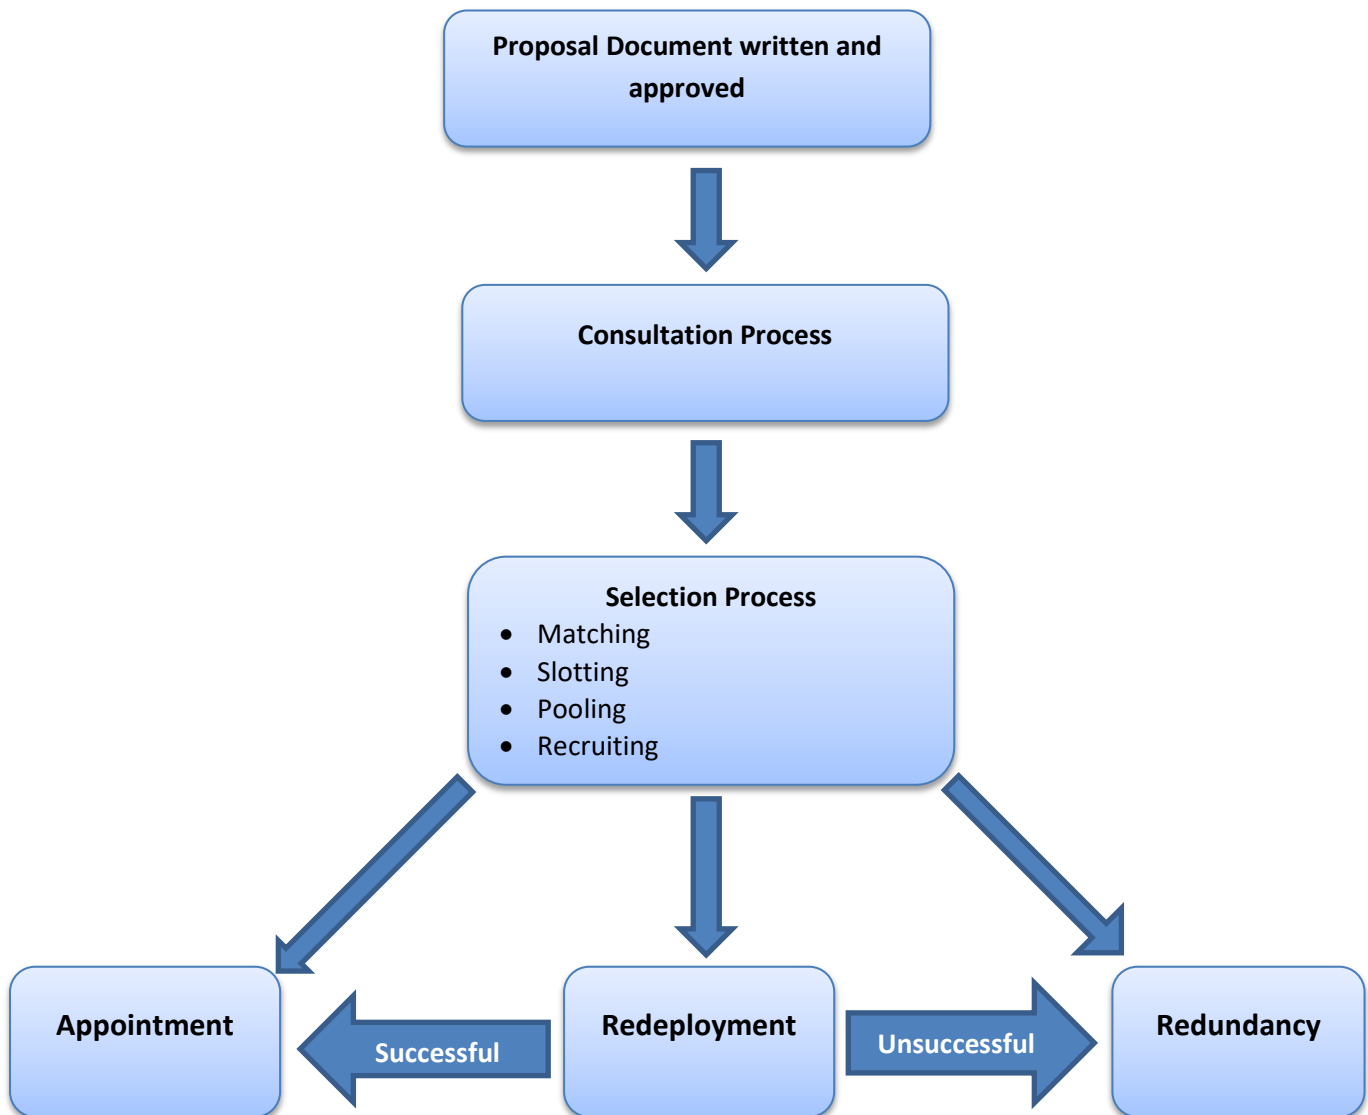 Proposal Document written and
approved
Consultation Process
Selection Process
• Matching
• Slotting
• Pooling
• Recruiting
Appointment
Successful
Redeployment
Unsuccessful
Redundancy